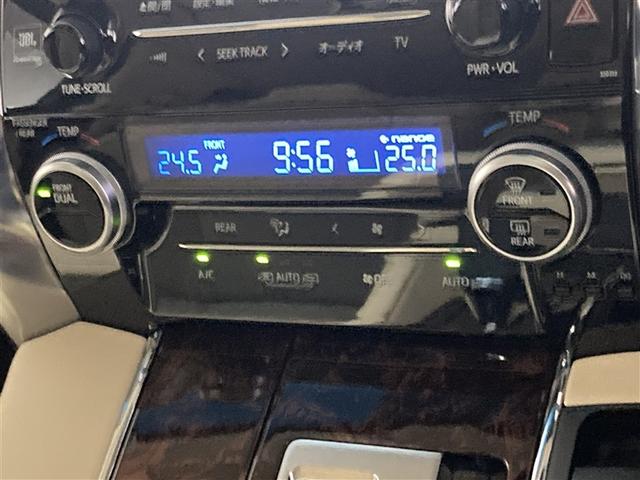 JBL
TUNE•SCROLL
< SEEK TRACK >
オーディオ
TV
PWR•VOL
PASSENGER
/REAR
TEMP
24.5
FRONT
9:56
nanoe
25.0
TEMP
FRONT
DUAL
FRONT
REAR
REAR
< >
A/C
AUTO
OFF
AUTO